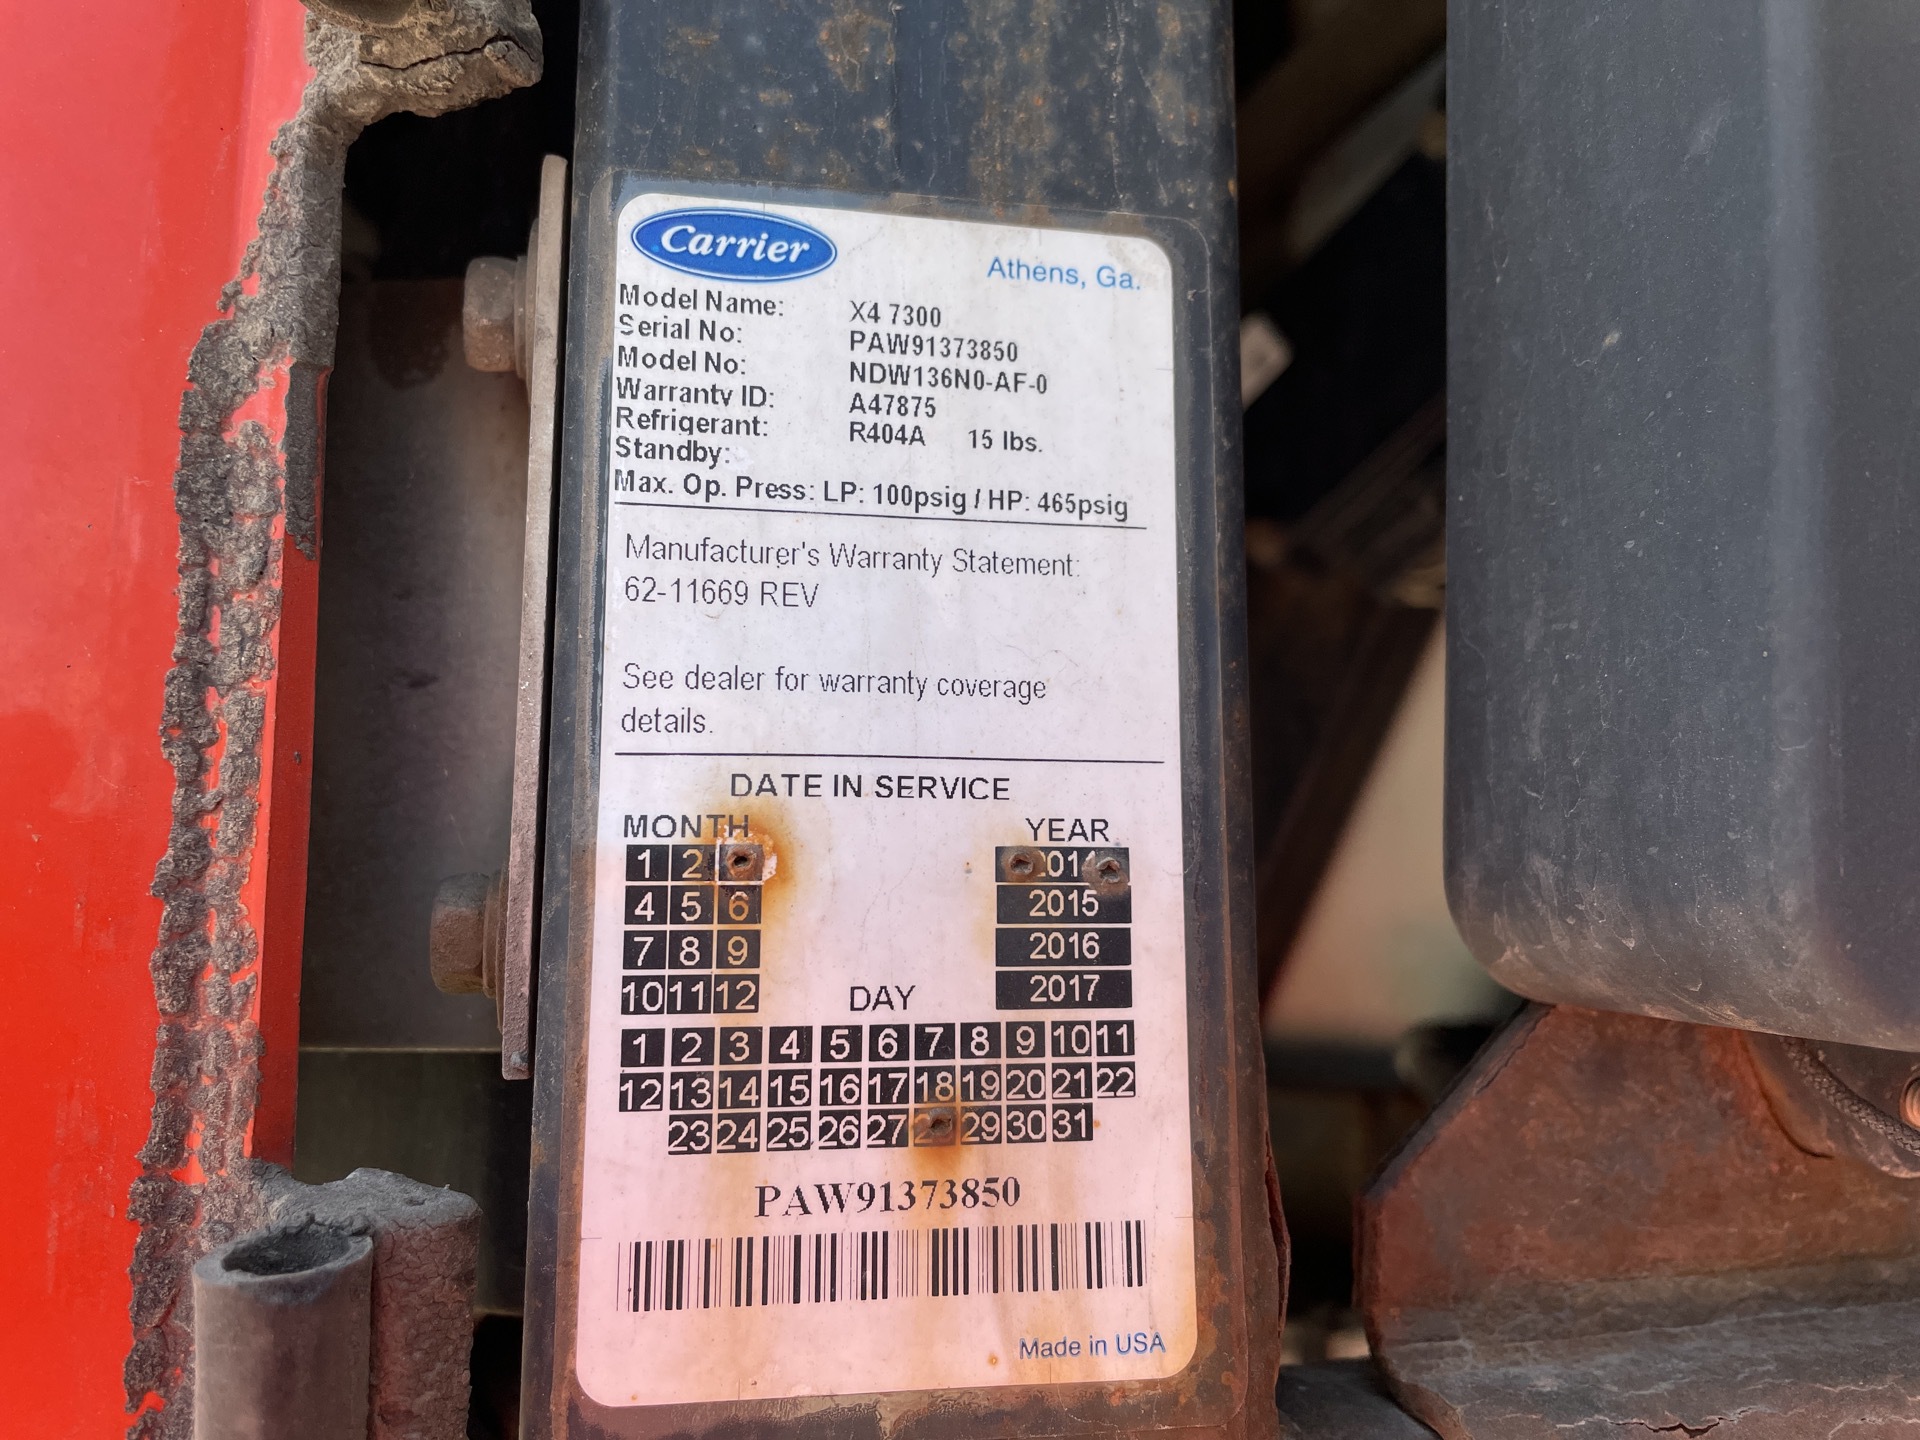 Carrier
Athens, Ga.
Model Name: X4 7300
Serial No: PAW91373850
Model No: NDW136N0-AF-0
Warranty ID: A47875
Refrigerant: R404A 15 lbs.
Standby:
Max. Op. Press: LP: 100psig / HP: 465psig
Manufacturer's Warranty Statement:
62-11669 REV
See dealer for warranty coverage
details.
DATE IN SERVICE
MONTH
1 2
4 5 6
7 8 9
10 11 12
YEAR
2014
2015
2016
2017
DAY
1 2 3 4 5 6 7 8 9 10 11
12 13 14 15 16 17 18 19 20 21 22
23 24 25 26 27 29 30 31
PAW91373850
Made in USA